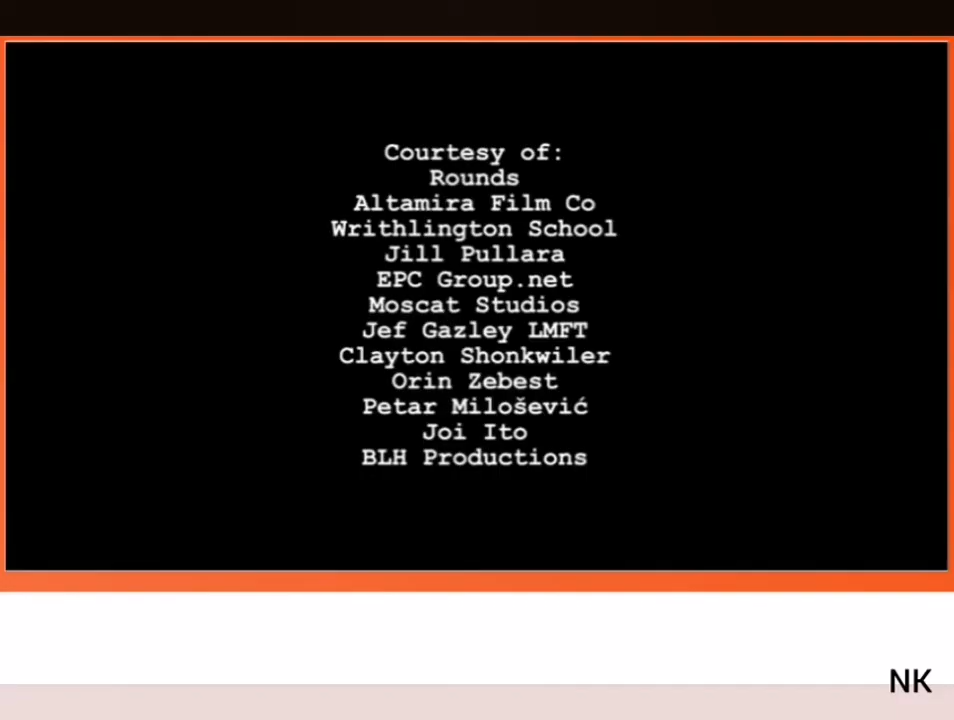 Courtesy of:
Rounds
Altamira Film Co
Writhlington School
Jill Pullara
EPC Group.net
Moscat Studios
Jef Gazley LMFT
Clayton Shonkwiler
Orin Zebest
Petar Milošević
Joi Ito
BLH Productions
NK